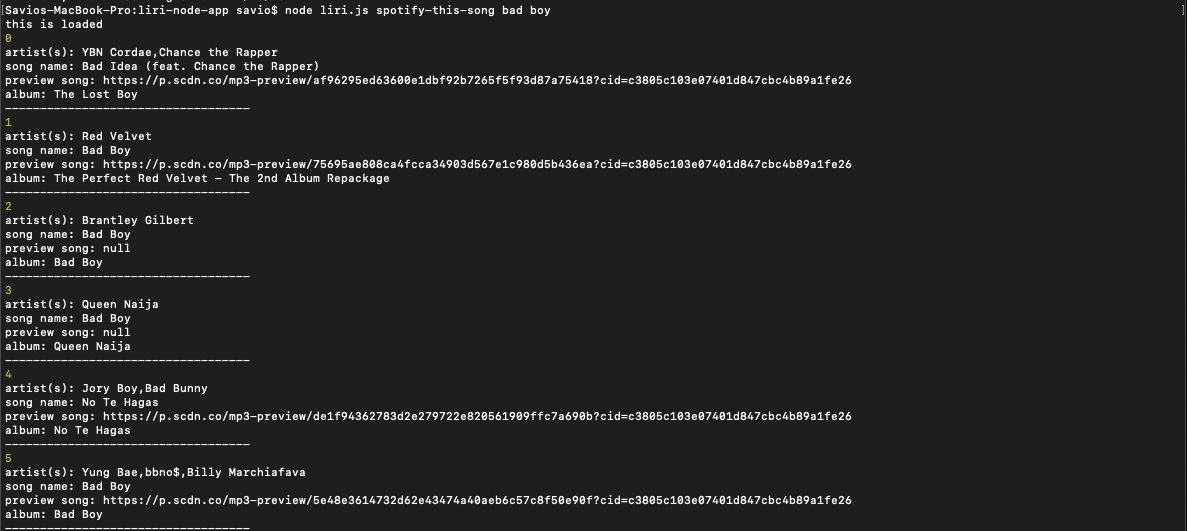 [Savios-MacBook-Pro:liri-node-app savio$ node liri.js spotify-this-song bad boy ]
this is loaded
0
artist(s): YBN Cordae,Chance the Rapper
song name: Bad Idea (feat. Chance the Rapper)
preview song: https://p.scdn.co/mp3-preview/af96295ed63600e1dbf92b7265f5f93d87a75418?cid=c3805c103e07401d847cbc4b89a1fe26
album: The Lost Boy
-----------------------------------
1
artist(s): Red Velvet
song name: Bad Boy
preview song: https://p.scdn.co/mp3-preview/75695ae808ca4fcca34903d567e1c980d5b436ea?cid=c3805c103e07401d847cbc4b89a1fe26
album: The Perfect Red Velvet - The 2nd Album Repackage
-----------------------------------
2
artist(s): Brantley Gilbert
song name: Bad Boy
preview song: null
album: Bad Boy
-----------------------------------
3
artist(s): Queen Naija
song name: Bad Boy
preview song: null
album: Queen Naija
-----------------------------------
4
artist(s): Jory Boy,Bad Bunny
song name: No Te Hagas
preview song: https://p.scdn.co/mp3-preview/de1f94362783d2e279722e820561909ffc7a690b?cid=c3805c103e07401d847cbc4b89a1fe26
album: No Te Hagas
-----------------------------------
5
artist(s): Yung Bae,bbno$,Billy Marchiafava
song name: Bad Boy
preview song: https://p.scdn.co/mp3-preview/5e48e3614732d62e43474a40aeb6c57c8f50e90f?cid=c3805c103e07401d847cbc4b89a1fe26
album: Bad Boy
-----------------------------------